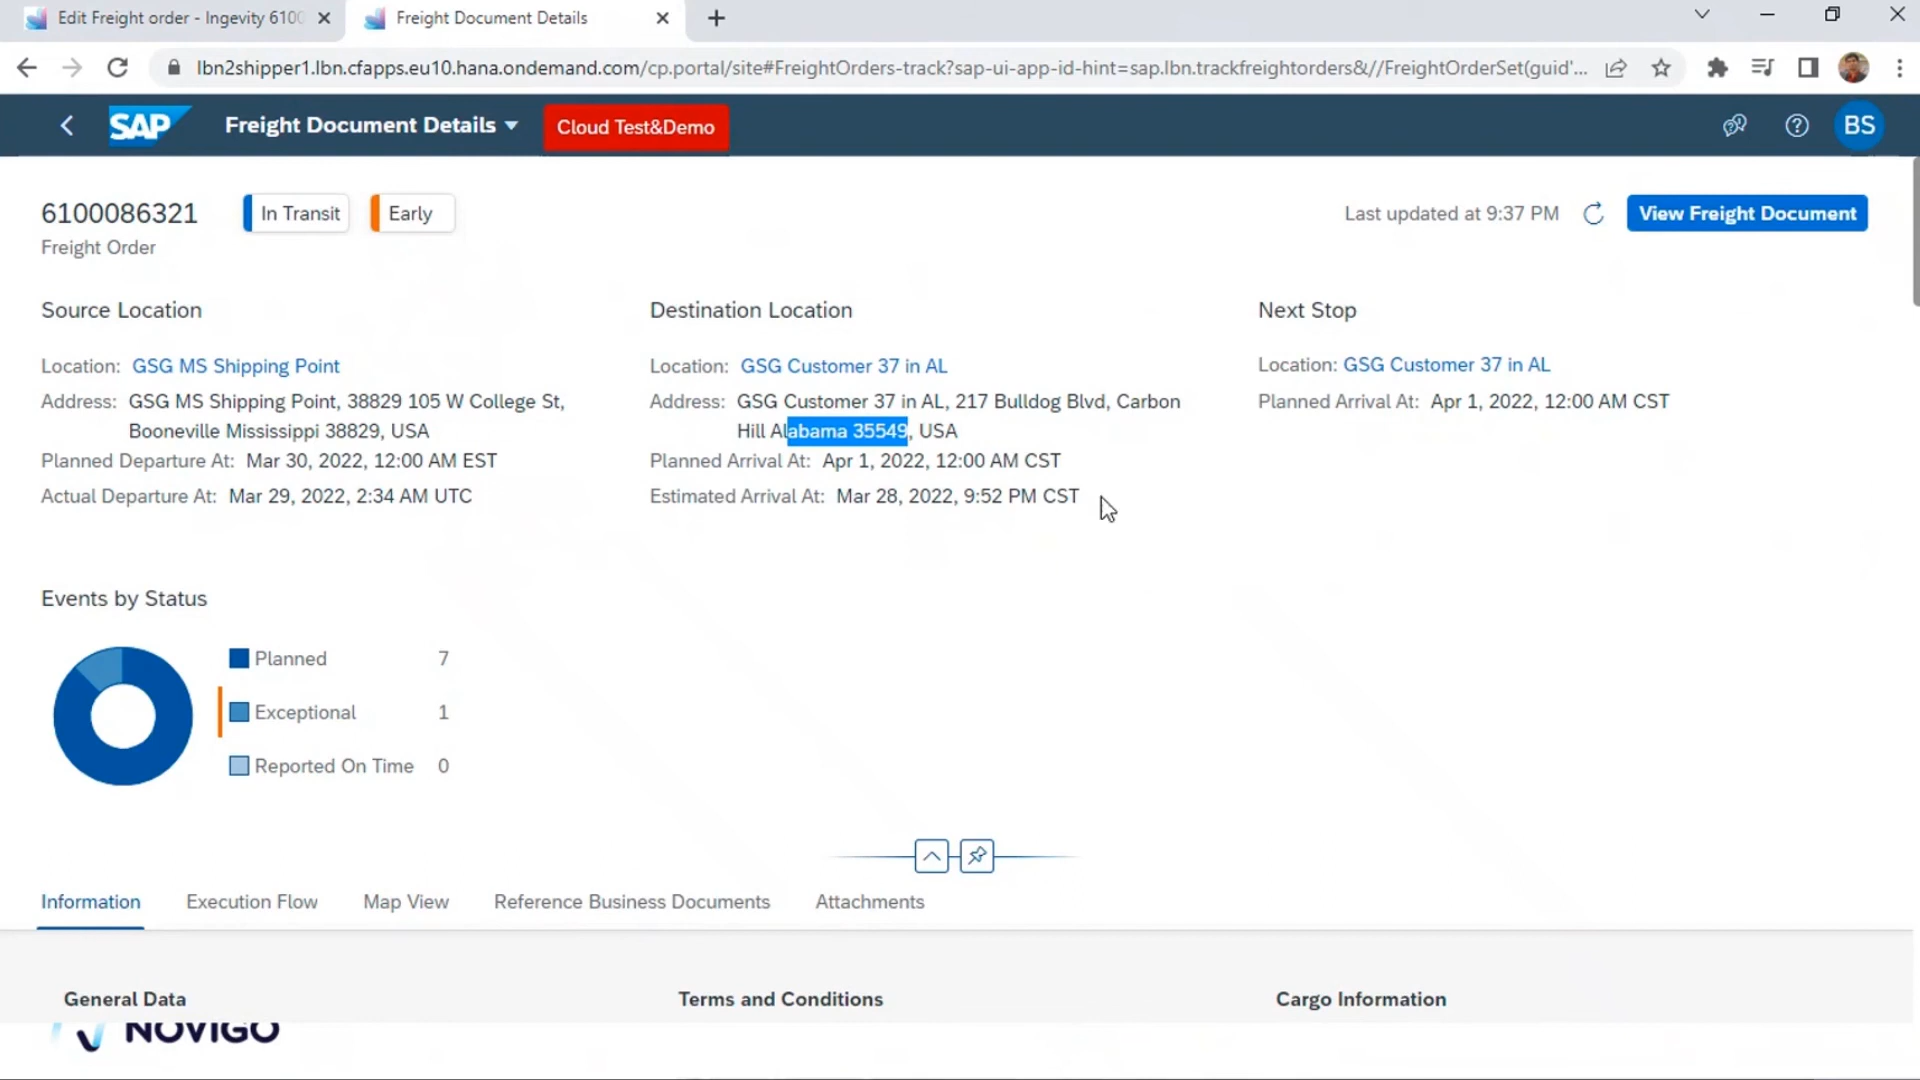 Edit Freight order - Ingevity 6100
Freight Document Details
lbn2shipper1.lbn.cfapps.eu10.hana.ondemand.com/cp.portal/site#FreightOrders-track?sap-ui-app-id-hint=sap.lbn.trackfreightorders&//FreightOrderSet(guid'...
SAP
Freight Document Details
Cloud Test&Demo
BS
6100086321
In Transit
Early
Last updated at 9:37 PM
View Freight Document
Freight Order
Source Location
Location: GSG MS Shipping Point
Address: GSG MS Shipping Point, 38829 105 W College St,
Booneville Mississippi 38829, USA
Planned Departure At: Mar 30, 2022, 12:00 AM EST
Actual Departure At: Mar 29, 2022, 2:34 AM UTC
Destination Location
Location: GSG Customer 37 in AL
Address: GSG Customer 37 in AL, 217 Bulldog Blvd, Carbon
Hill Alabama 35549, USA
Planned Arrival At: Apr 1, 2022, 12:00 AM CST
Estimated Arrival At: Mar 28, 2022, 9:52 PM CST
Next Stop
Location: GSG Customer 37 in AL
Planned Arrival At: Apr 1, 2022, 12:00 AM CST
Events by Status
Planned 7
Exceptional 1
Reported On Time 0
Information
Execution Flow
Map View
Reference Business Documents
Attachments
General Data
Terms and Conditions
Cargo Information
NOVIGO